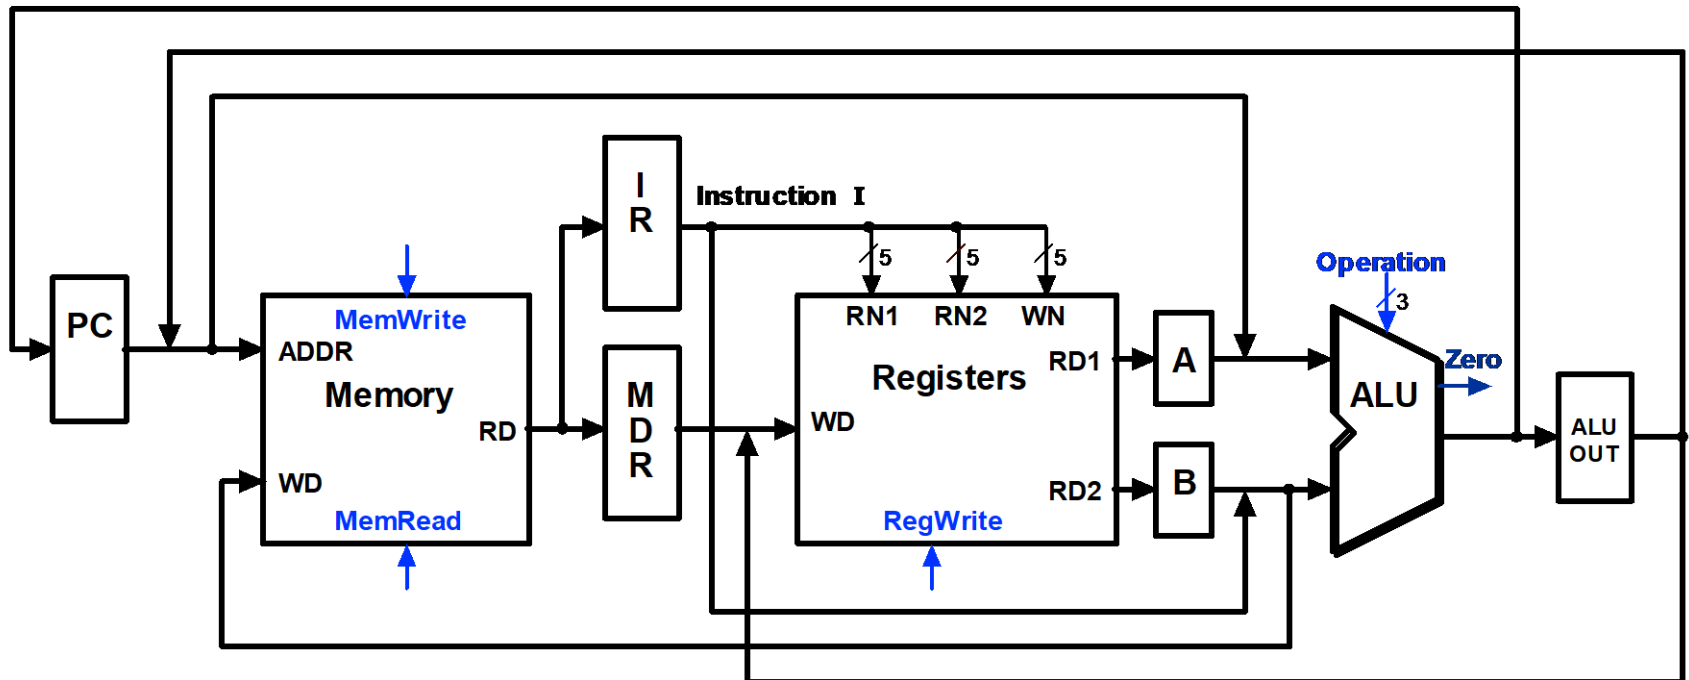 PC
MemWrite
ADDR
Memory
RD
WD
MemRead
I
R
M
D
R
Instruction I
5
5
5
RN1 RN2 WN
RD1
Registers
WD
RD2
RegWrite
A
B
Operation
3
Zero
ALU
ALU
OUT